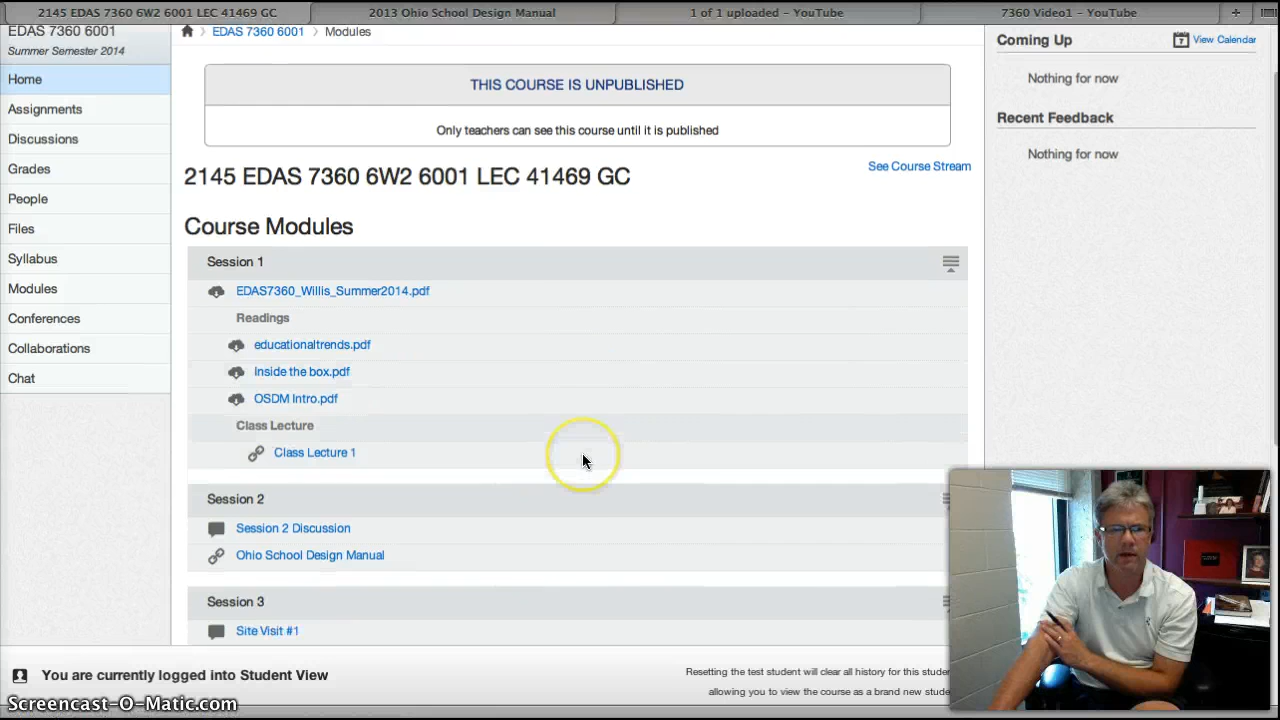 2145 EDAS 7360 6W2 6001 LEC 41469 GC
2013 Ohio School Design Manual
1 of 1 uploaded - YouTube
7360 Video1 - YouTube
+
EDAS 7360 6001
Summer Semester 2014
Home
Assignments
Discussions
Grades
People
Files
Syllabus
Modules
Conferences
Collaborations
Chat
EDAS 7360 6001 〉 Modules
THIS COURSE IS UNPUBLISHED
Only teachers can see this course until it is published
2145 EDAS 7360 6W2 6001 LEC 41469 GC
See Course Stream
Course Modules
Session 1
EDAS7360_Willis_Summer2014.pdf
Readings
educationaltrends.pdf
Inside the box.pdf
OSDM Intro.pdf
Class Lecture
Class Lecture 1
Session 2
Session 2 Discussion
Ohio School Design Manual
Session 3
Site Visit #1
Coming Up
7 View Calendar
Nothing for now
Recent Feedback
Nothing for now
You are currently logged into Student View
Resetting the test student will clear all history for this stude
allowing you to view the course as a brand new stude
Screencast-O-Matic.com